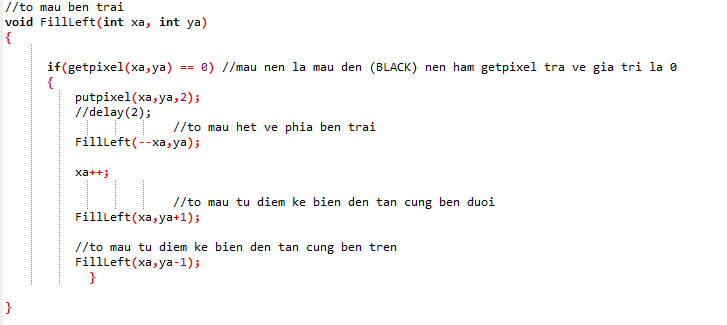 //to mau ben trai
void FillLeft(int xa, int ya)
{
if(getpixel(xa,ya) == 0) //mau nen la mau den (BLACK) nen ham getpixel tra ve gia tri la 0
{
putpixel(xa,ya,2);
//delay(2);
//to mau het ve phia ben trai
FillLeft(--xa,ya);
xa++;
//to mau tu diem ke bien den tan cung ben duoi
FillLeft(xa,ya+1);
//to mau tu diem ke bien den tan cung ben tren
FillLeft(xa,ya-1);
}
}